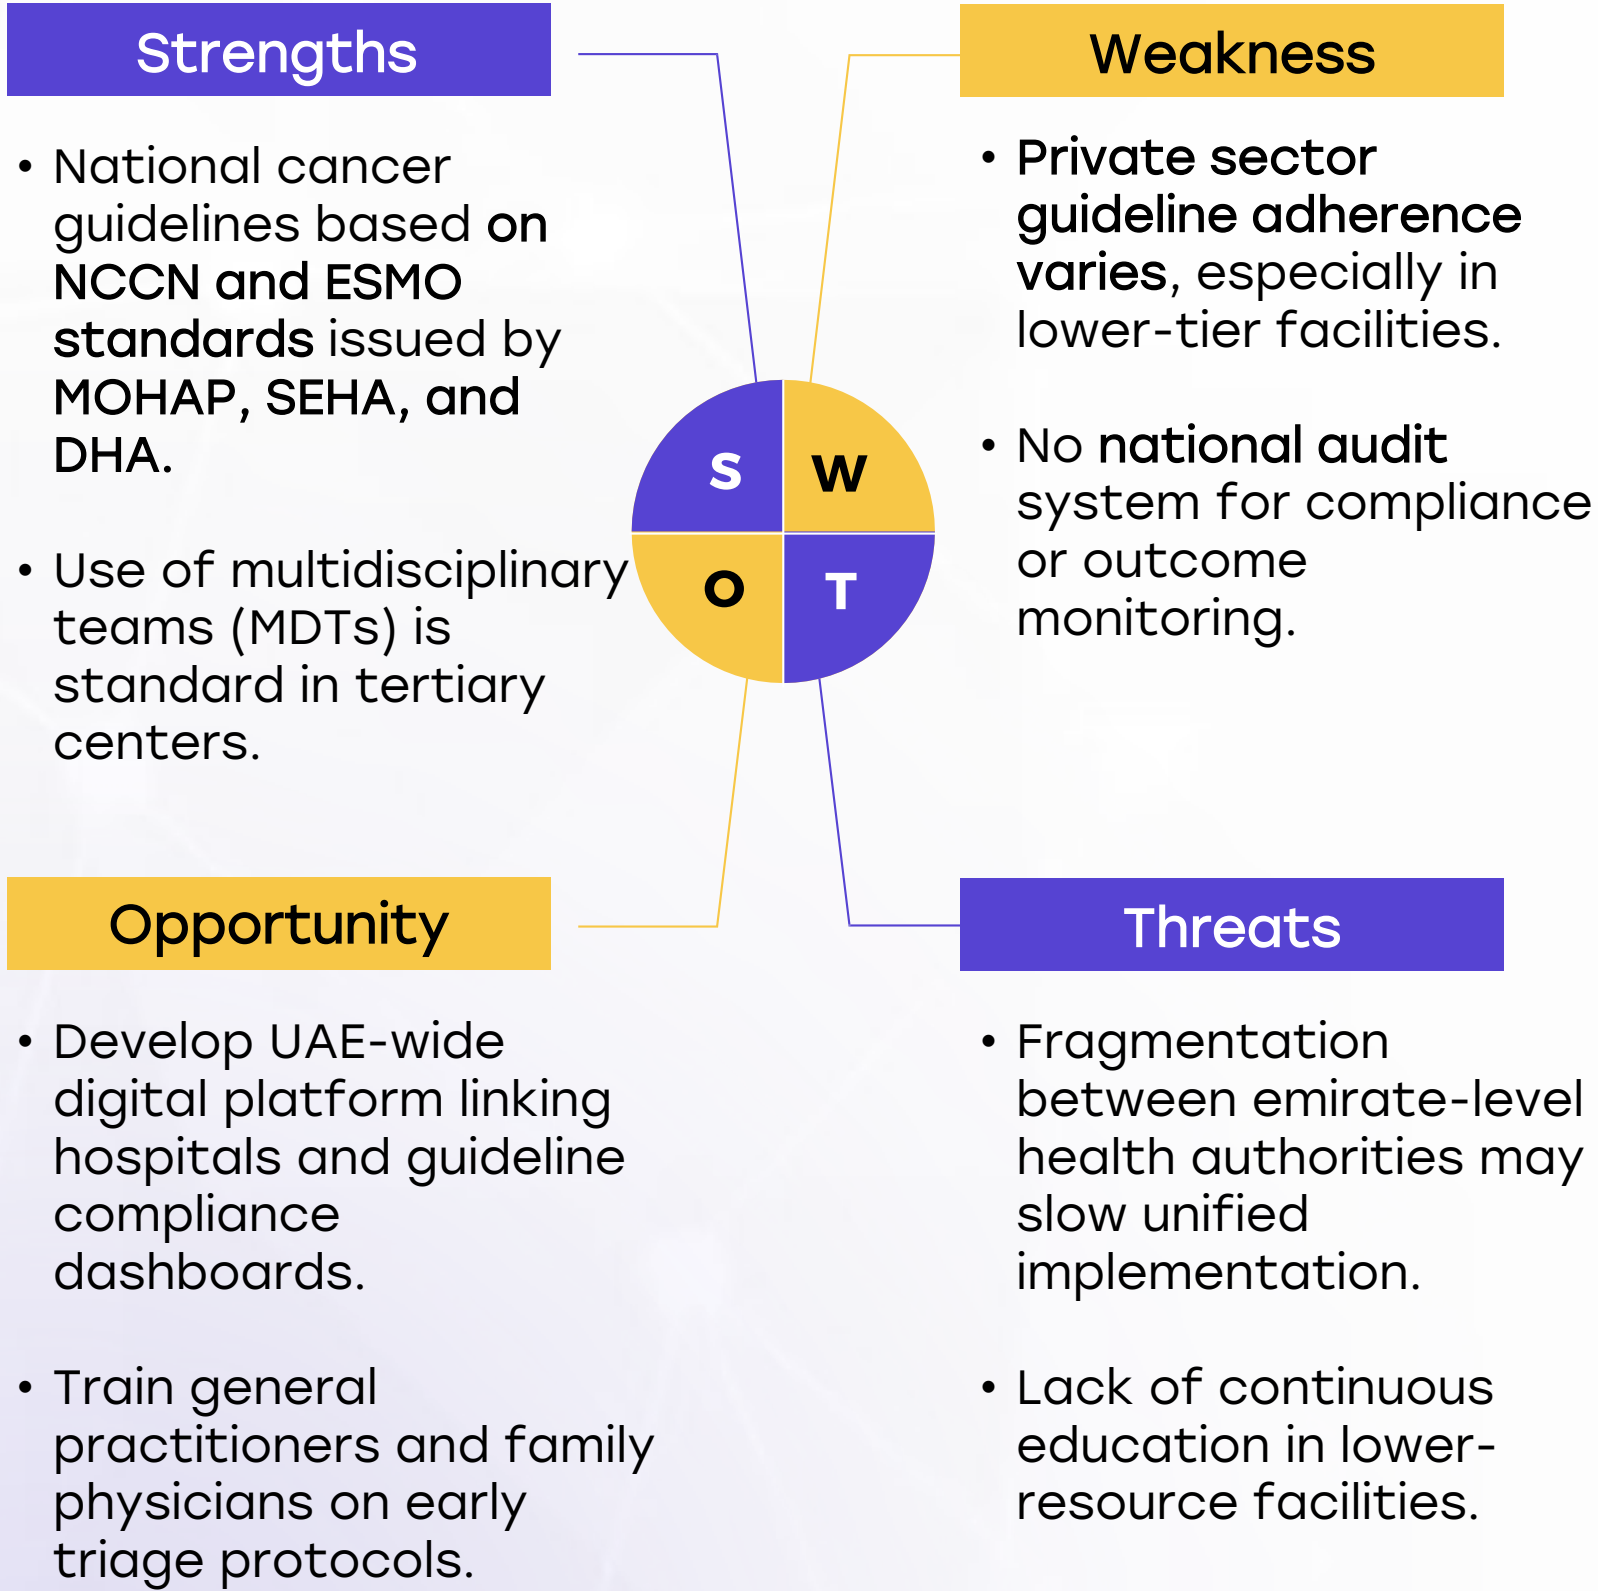 Strengths
• National cancer
guidelines based on
NCCN and ESMO
standards issued by
MOHAP, SEHA, and
DHA.
• Use of multidisciplinary
teams (MDTs) is
standard in tertiary
centers.
Weakness
• Private sector
guideline adherence
varies, especially in
lower-tier facilities.
• No national audit
system for compliance
or outcome
monitoring.
S
W
O
T
Opportunity
• Develop UAE-wide
digital platform linking
hospitals and guideline
compliance
dashboards.
• Train general
practitioners and family
physicians on early
triage protocols.
Threats
• Fragmentation
between emirate-level
health authorities may
slow unified
implementation.
• Lack of continuous
education in lower-
resource facilities.